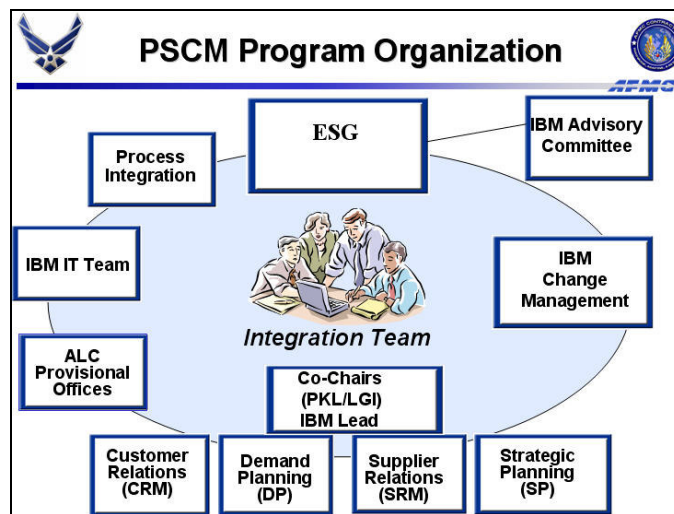 PSCM Program Organization
AFMC
ESG
IBM Advisory
Committee
Process
Integration
IBM IT Team
IBM
Change
Management
Integration Team
ALC
Provisional
Offices
Co-Chairs
(PKL/LGI)
IBM Lead
Customer
Relations
(CRM)
Demand
Planning
(DP)
Supplier
Relations
(SRM)
Strategic
Planning
(SP)